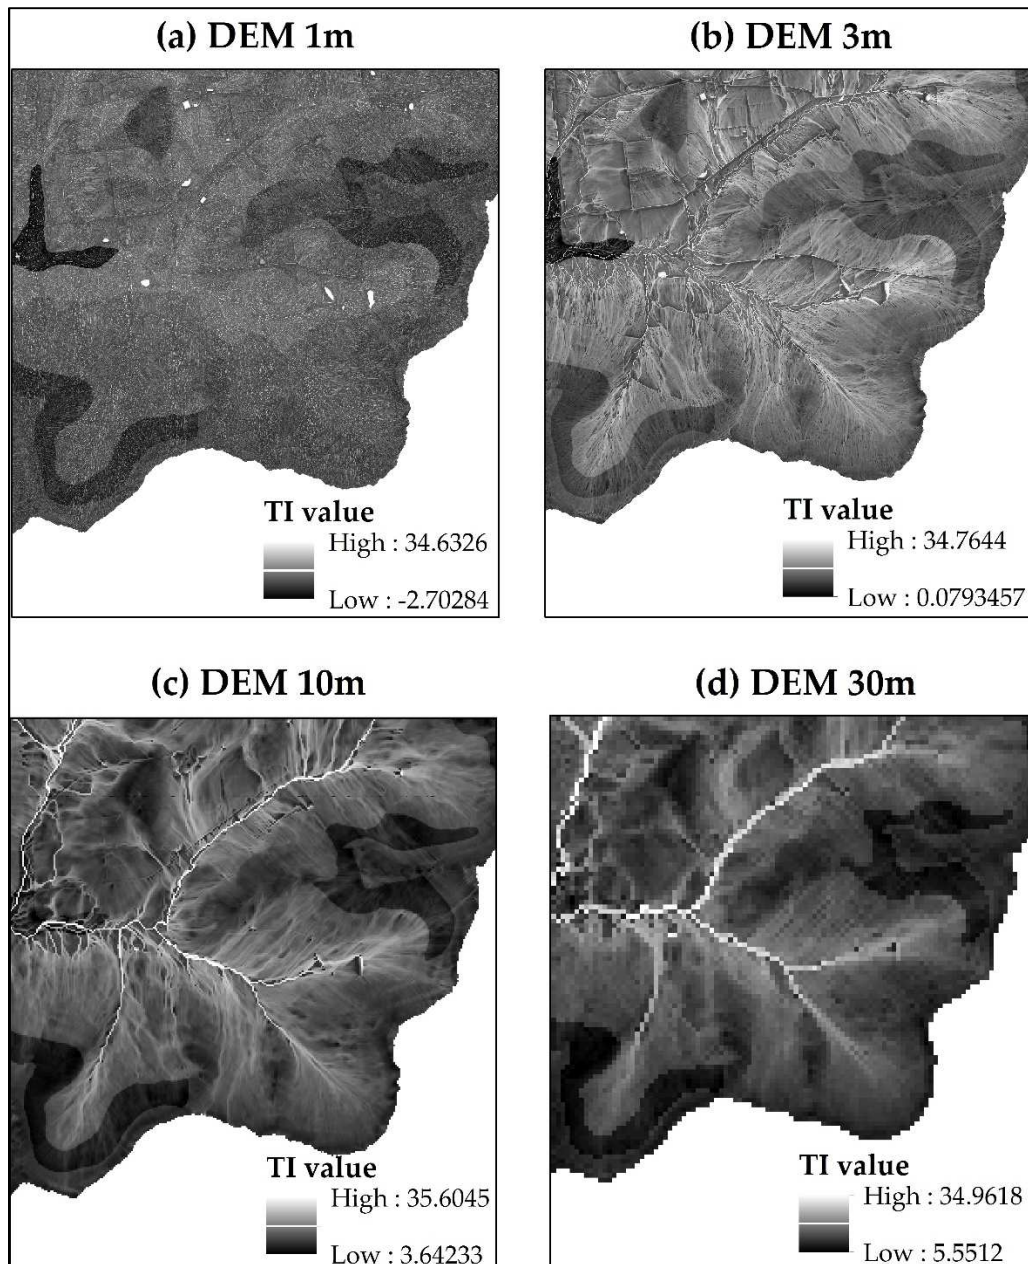 (a) DEM 1m
(b) DEM 3m
TI value
High : 34.6326
Low : -2.70284
TI value
High : 34.7644
Low : 0.0793457
(c) DEM 10m
(d) DEM 30m
TI value
High : 35.6045
Low : 3.64233
TI value
High : 34.9618
Low : 5.5512